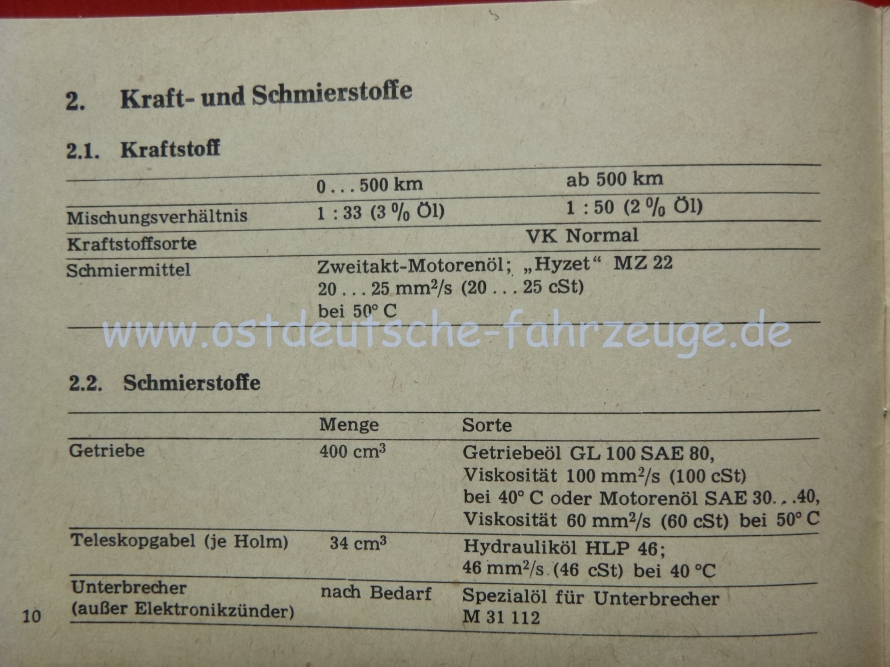 2. Kraft- und Schmierstoffe
2.1. Kraftstoff
0 . . . 500 km ab 500 km
Mischungsverhältnis 1 : 33 (3 % Öl) 1 : 50 (2 % Öl)
Kraftstoffsorte VK Normal
Schmiermittel Zweitakt-Motorenöl; „Hyzet“ MZ 22
20 . . . 25 mm²/s (20 . . . 25 cSt)
bei 50° C
www.ostdeutsche-fahrzeuge.de
2.2. Schmierstoffe
Menge Sorte
Getriebe 400 cm³ Getriebeöl GL 100 SAE 80,
Viskosität 100 mm²/s (100 cSt)
bei 40° C oder Motorenöl SAE 30. . .40,
Viskosität 60 mm²/s (60 cSt) bei 50° C
Teleskopgabel (je Holm) 34 cm³ Hydrauliköl HLP 46;
46 mm²/s (46 cSt) bei 40 °C
Unterbrecher nach Bedarf Spezialöl für Unterbrecher
(außer Elektronikzünder) M 31 112
10